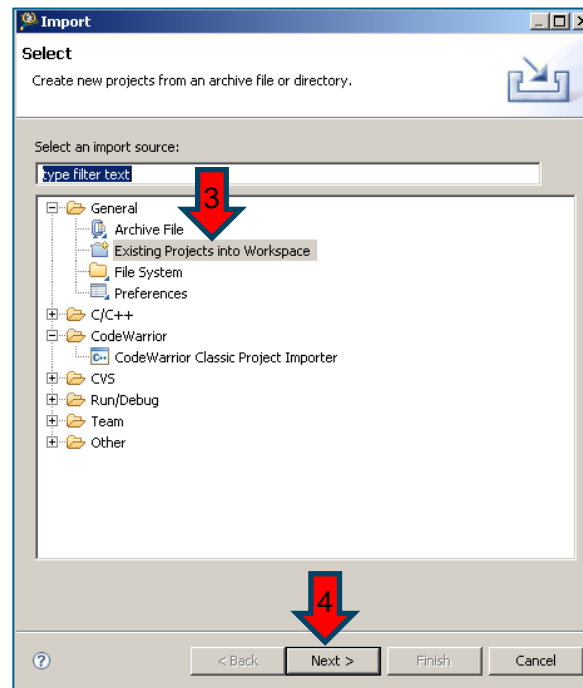 Import
Select
Create new projects from an archive file or directory.
Select an import source:
type filter text
3
General
Archive File
Existing Projects into Workspace
File System
Preferences
C/C++
CodeWarrior
CodeWarrior Classic Project Importer
CVS
Run/Debug
Team
Other
4
< Back Next > Finish Cancel